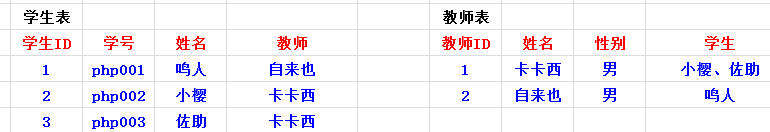 学生表 教师表
学生ID 学号 姓名 教师 教师ID 姓名 性别 学生
1 php001 鸣人 自来也 1 卡卡西 男 小樱、佐助
2 php002 小樱 卡卡西 2 自来也 男 鸣人
3 php003 佐助 卡卡西